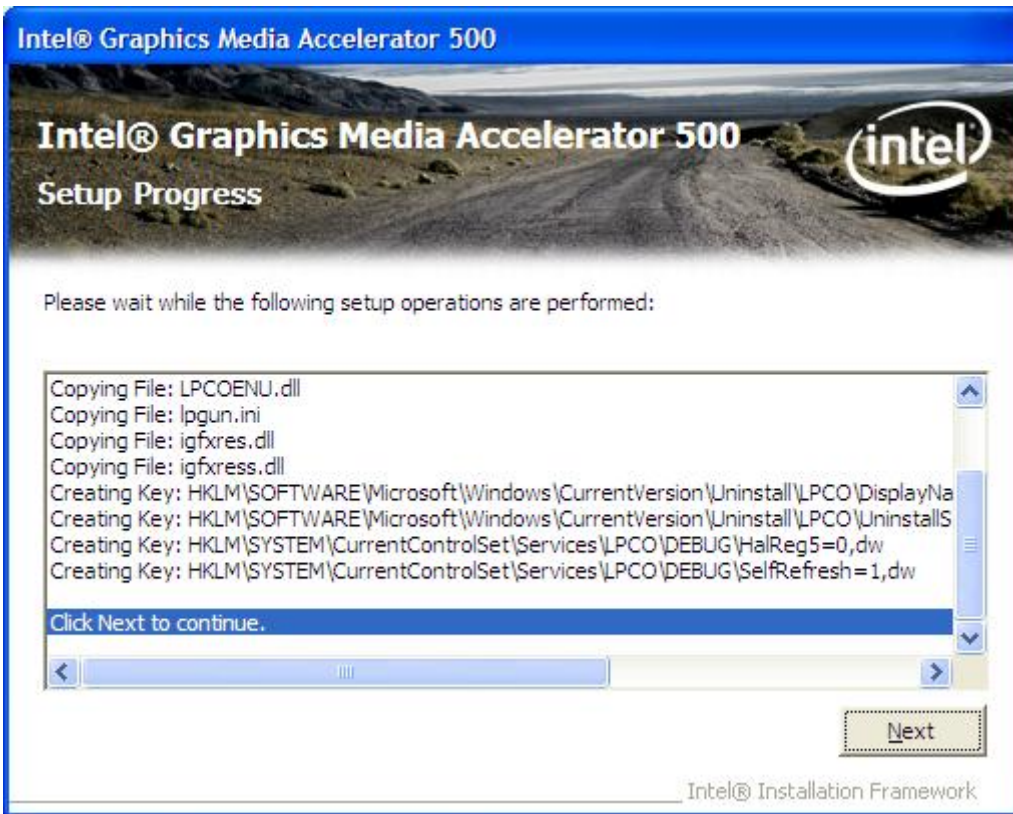 Intel® Graphics Media Accelerator 500
Intel® Graphics Media Accelerator 500
intel
Setup Progress
Please wait while the following setup operations are performed:
Copying File: LPCOENU.dll
Copying File: lpgun.ini
Copying File: igfxres.dll
Copying File: igfxress.dll
Creating Key: HKLM\SOFTWARE\Microsoft\Windows\CurrentVersion\Uninstall\LPCO\DisplayNa
Creating Key: HKLM\SOFTWARE\Microsoft\Windows\CurrentVersion\Uninstall\LPCO\UninstallS
Creating Key: HKLM\SYSTEM\CurrentControlSet\Services\LPCO\DEBUG\HalReg5=0,dw
Creating Key: HKLM\SYSTEM\CurrentControlSet\Services\LPCO\DEBUG\SelfRefresh=1,dw
Click Next to continue.
Next
Intel® Installation Framework